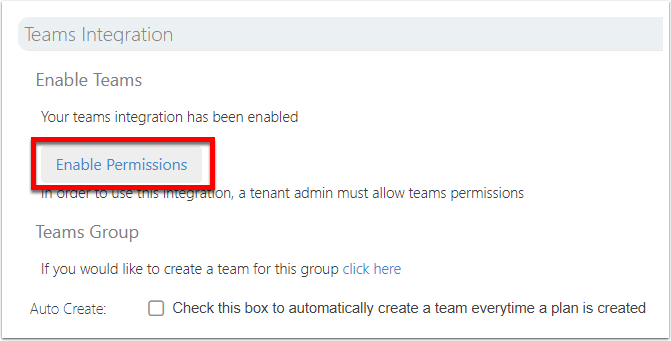 Teams Integration
Enable Teams
Your teams integration has been enabled
Enable Permissions
In order to use this integration, a tenant admin must allow teams permissions
Teams Group
If you would like to create a team for this group click here
Auto Create: Check this box to automatically create a team everytime a plan is created